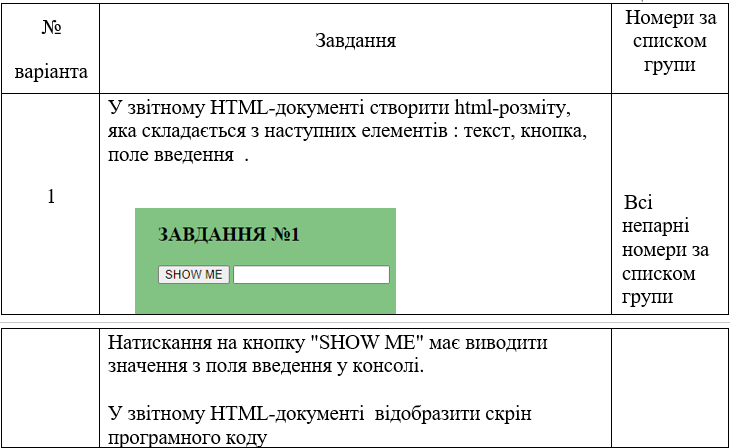 №
варіанта
Завдання
Номери за
списком
групи
1
У звітному HTML-документі створити html-розміту,
яка складається з наступних елементів : текст, кнопка,
поле введення .
ЗАВДАННЯ №1
SHOW ME
Всі
непарні
номери за
списком
групи
Натискання на кнопку "SHOW ME" має виводити
значення з поля введення у консолі.
У звітному HTML-документі відобразити скрін
програмного коду